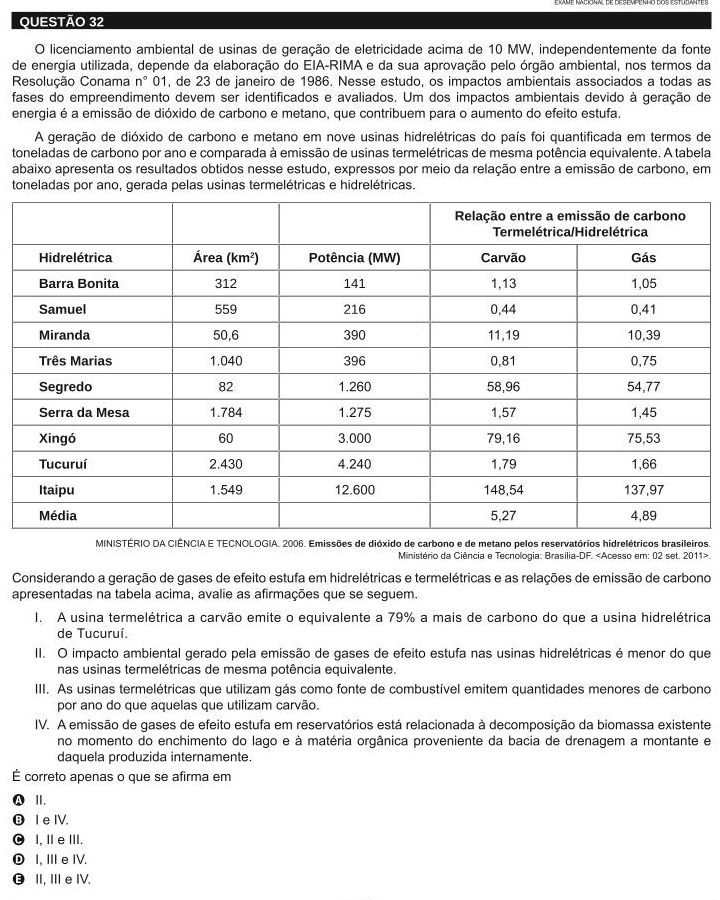 EXAME NACIONAL DE DESEMPENHO DOS ESTUDANTES
QUESTÃO 32
O licenciamento ambiental de usinas de geração de eletricidade acima de 10 MW, independentemente da fonte
de energia utilizada, depende da elaboração do EIA-RIMA e da sua aprovação pelo órgão ambiental, nos termos da
Resolução Conama n° 01, de 23 de janeiro de 1986. Nesse estudo, os impactos ambientais associados a todas as
fases do empreendimento devem ser identificados e avaliados. Um dos impactos ambientais devido à geração de
energia é a emissão de dióxido de carbono e metano, que contribuem para o aumento do efeito estufa.
A geração de dióxido de carbono e metano em nove usinas hidrelétricas do país foi quantificada em termos de
toneladas de carbono por ano e comparada à emissão de usinas termelétricas de mesma potência equivalente. A tabela
abaixo apresenta os resultados obtidos nesse estudo, expressos por meio da relação entre a emissão de carbono, em
toneladas por ano, gerada pelas usinas termelétricas e hidrelétricas.
Relação entre a emissão de carbono
Termelétrica/Hidrelétrica
Hidrelétrica Área (km²) Potência (MW) Carvão Gás
Barra Bonita 312 141 1,13 1,05
Samuel 559 216 0,44 0,41
Miranda 50,6 390 11,19 10,39
Três Marias 1.040 396 0,81 0,75
Segredo 82 1.260 58,96 54,77
Serra da Mesa 1.784 1.275 1,57 1,45
Xingó 60 3.000 79,16 75,53
Tucuruí 2.430 4.240 1,79 1,66
Itaipu 1.549 12.600 148,54 137,97
Média 5,27 4,89
MINISTÉRIO DA CIÊNCIA E TECNOLOGIA. 2006. Emissões de dióxido de carbono e de metano pelos reservatórios hidrelétricos brasileiros.
Ministério da Ciência e Tecnologia: Brasília-DF. <Acesso em: 02 set. 2011>.
Considerando a geração de gases de efeito estufa em hidrelétricas e termelétricas e as relações de emissão de carbono
apresentadas na tabela acima, avalie as afirmações que se seguem.
I. A usina termelétrica a carvão emite o equivalente a 79% a mais de carbono do que a usina hidrelétrica
de Tucuruí.
II. O impacto ambiental gerado pela emissão de gases de efeito estufa nas usinas hidrelétricas é menor do que
nas usinas termelétricas de mesma potência equivalente.
III. As usinas termelétricas que utilizam gás como fonte de combustível emitem quantidades menores de carbono
por ano do que aquelas que utilizam carvão.
IV. A emissão de gases de efeito estufa em reservatórios está relacionada à decomposição da biomassa existente
no momento do enchimento do lago e à matéria orgânica proveniente da bacia de drenagem a montante e
daquela produzida internamente.
É correto apenas o que se afirma em
A II.
B I e IV.
C I, II e III.
D I, III e IV.
E II, III e IV.